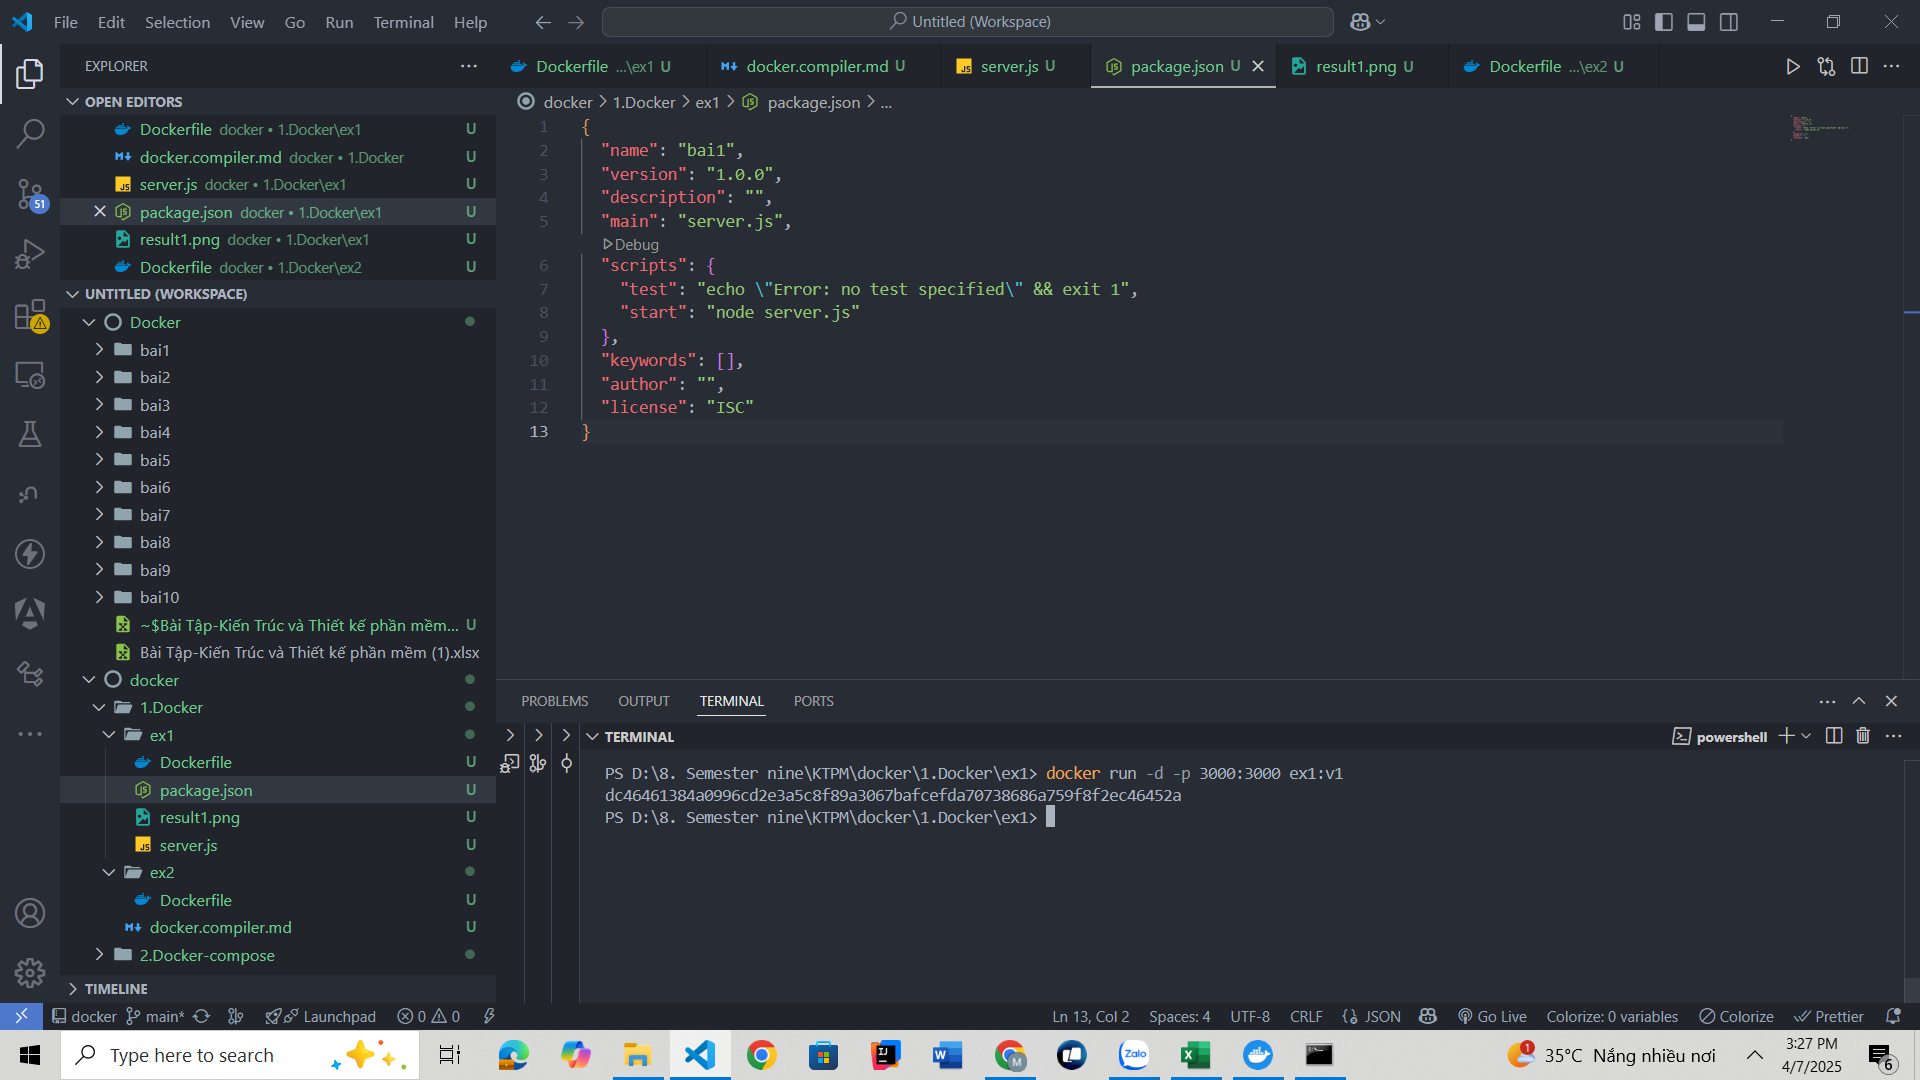 File Edit Selection View Go Run Terminal Help
Untitled (Workspace)
EXPLORER
OPEN EDITORS
Dockerfile docker • 1.Docker\ex1 U
docker.compiler.md docker • 1.Docker U
server.js docker • 1.Docker\ex1 U
package.json docker • 1.Docker\ex1 U
result1.png docker • 1.Docker\ex1 U
Dockerfile docker • 1.Docker\ex2 U
UNTITLED (WORKSPACE)
Docker
bai1
bai2
bai3
bai4
bai5
bai6
bai7
bai8
bai9
bai10
~$Bài Tập-Kiến Trúc và Thiết kế phần mềm... U
Bài Tập-Kiến Trúc và Thiết kế phần mềm (1).xlsx
docker
1.Docker
ex1
Dockerfile U
package.json U
result1.png U
server.js U
ex2
Dockerfile U
docker.compiler.md U
2.Docker-compose
TIMELINE
51
Dockerfile ...\ex1 U
docker.compiler.md U
server.js U
package.json U
result1.png U
Dockerfile ...\ex2 U
docker > 1.Docker > ex1 > package.json > ...
1 {
2 "name": "bai1",
3 "version": "1.0.0",
4 "description": "",
5 "main": "server.js",
Debug
6 "scripts": {
7 "test": "echo \"Error: no test specified\" && exit 1",
8 "start": "node server.js"
9 },
10 "keywords": [],
11 "author": "",
12 "license": "ISC"
13 }
PROBLEMS OUTPUT TERMINAL PORTS
TERMINAL
powershell
PS D:\8. Semester nine\KTPM\docker\1.Docker\ex1> docker run -d -p 3000:3000 ex1:v1
dc46461384a0996cd2e3a5c8f89a3067bafcefda70738686a759f8f2ec46452a
PS D:\8. Semester nine\KTPM\docker\1.Docker\ex1>
docker main* Launchpad 0 0
Ln 13, Col 2 Spaces: 4 UTF-8 CRLF JSON Go Live Colorize: 0 variables Colorize Prettier
Type here to search
Zalo
M
1
35°C Nắng nhiều nơi
3:27 PM
4/7/2025
6